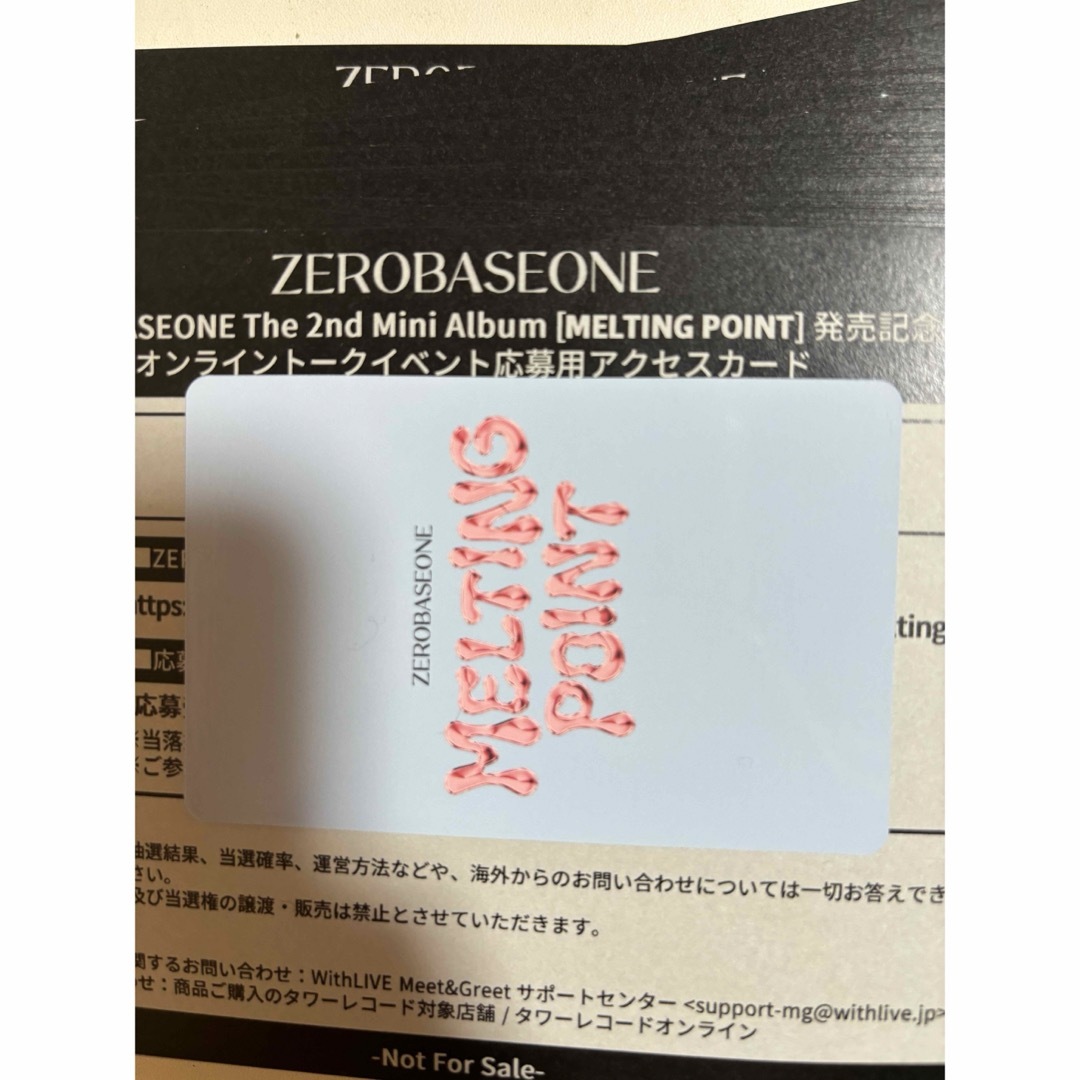 ZEROBASEONE
SEONE The 2nd Mini Album [MELTING POINT] 発売記念
オンライントークイベント応募用アクセスカード
ZEROBASEONE
MELTING
POINT
ttps:
ting
応募
※当落
※ご参
抽選結果、当選確率、運営方法などや、海外からのお問い合わせについては一切お答えでき
さい。
及び当選権の譲渡・販売は禁止とさせていただきます。
関するお問い合わせ：WithLIVE Meet&Greet サポートセンター <support-mg@withlive.jp>
わせ：商品ご購入のタワーレコード対象店舗 / タワーレコードオンライン
-Not For Sale-